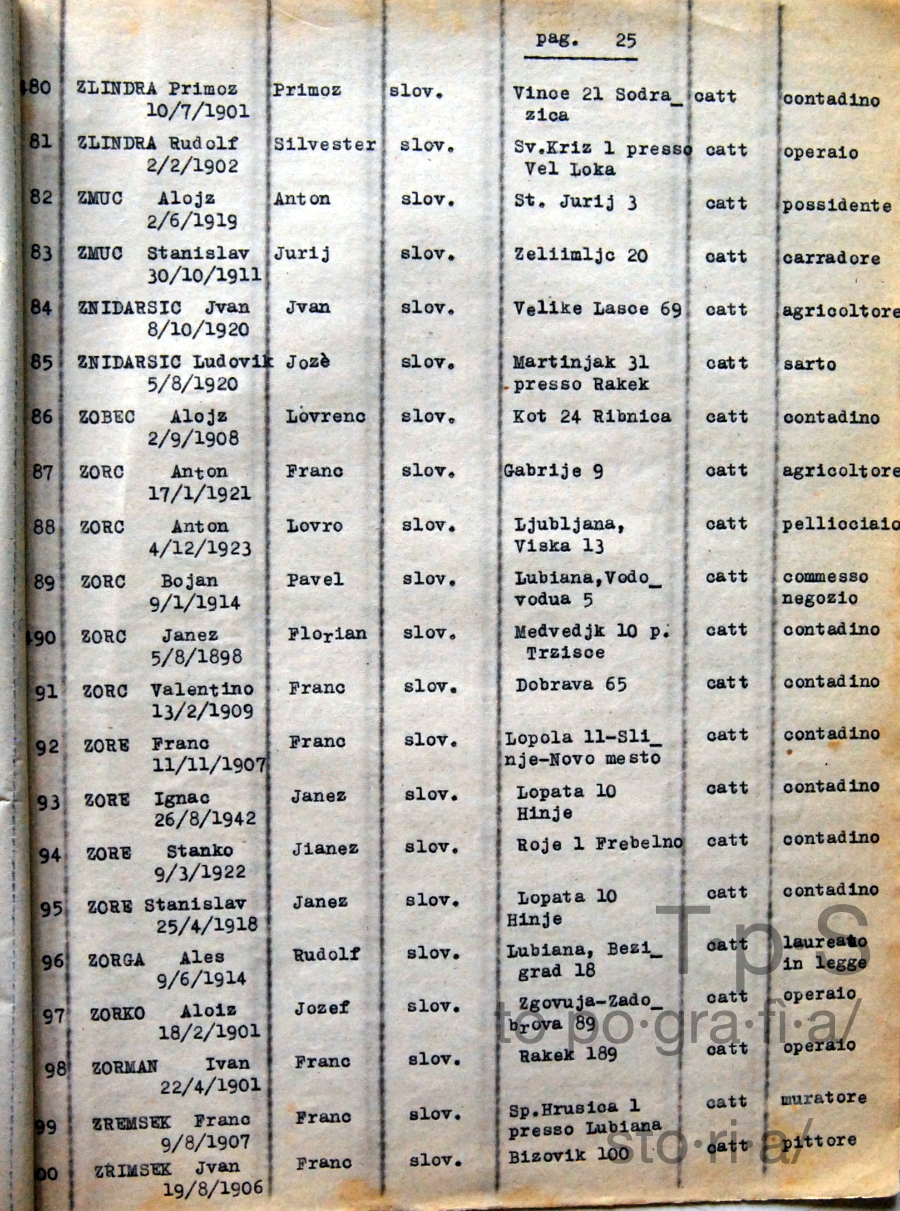 pag. 25
480 ZLINDRA Primoz Primoz slov. Vince 21 Sodra_ catt contadino
10/7/1901 zica
81 ZLINDRA Rudolf Silvester slov. Sv.Kriz 1 presso catt operaio
2/2/1902 Vel Loka
82 ZMUC Alojz Anton slov. St. Jurij 3 catt possidente
2/6/1919
83 ZMUC Stanislav Jurij slov. Zeliimljc 20 catt carradore
30/10/1911
84 ZNIDARSIC Jvan Jvan slov. Velike Lasce 69 catt agricoltore
8/10/1920
85 ZNIDARSIC Ludovik Jozè slov. Martinjak 31 catt sarto
5/8/1920 presso Rakek
86 ZOBEC Alojz Lovrenc slov. Kot 24 Ribnica catt contadino
2/9/1908
87 ZORC Anton Franc slov. Gabrije 9 catt agricoltore
17/1/1921
88 ZORC Anton Lovro slov. Ljubljana, catt pellicciaio
4/12/1923 Viska 13
89 ZORC Bojan Pavel slov. Lubiana,Vodo_ catt commesso
9/1/1914 vodua 5 negozio
490 ZORC Janez Florian slov. Medvedjk 10 p. catt contadino
5/8/1898 Trzisce
91 ZORC Valentino Franc slov. Dobrava 65 catt contadino
13/2/1909
92 ZORE Franc Franc slov. Lopola 11-Sli_ catt contadino
11/11/1907 nje-Novo mesto
93 ZORE Ignac Janez slov. Lopata 10 catt contadino
26/8/1942 Hinje
94 ZORE Stanko Jianez slov. Roje 1 Frebelno catt contadino
9/3/1922
95 ZORE Stanislav Janez slov. Lopata 10 catt contadino
25/4/1918 Hinje
96 ZORGA Ales Rudolf slov. Lubiana, Bezi_ catt laureato
9/6/1914 grad 18 in legge
97 ZORKO Aloiz Jozef slov. Zgovuja-Zado_ catt operaio
18/2/1901 brova 89
98 ZORMAN Ivan Franc slov. Rakek 189 catt operaio
22/4/1901
99 ZREMSEK Franc Franc slov. Sp.Hrusica 1 catt muratore
9/8/1907 presso Lubiana
00 ZRIMSEK Jvan Franc slov. Bizovik 100 catt pittore
19/8/1906
TpS
to·po·gra·fì·a/
sto·ri·a/